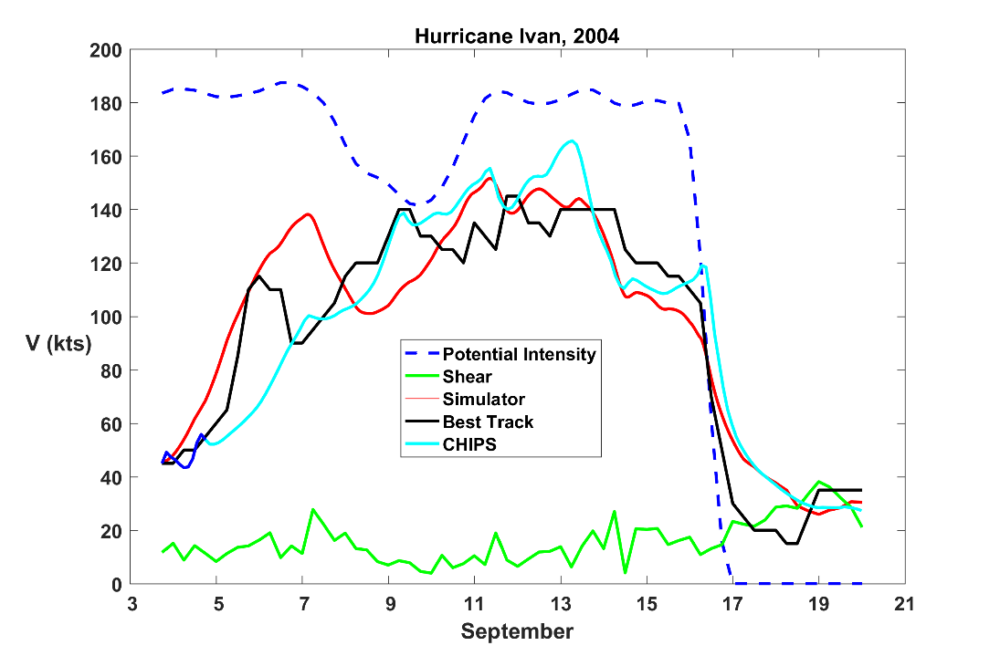 Hurricane Ivan, 2004
200
180
160
140
120
100
80
60
40
20
0
V (kts)
Potential Intensity
Shear
Simulator
Best Track
CHIPS
3 5 7 9 11 13 15 17 19 21
September